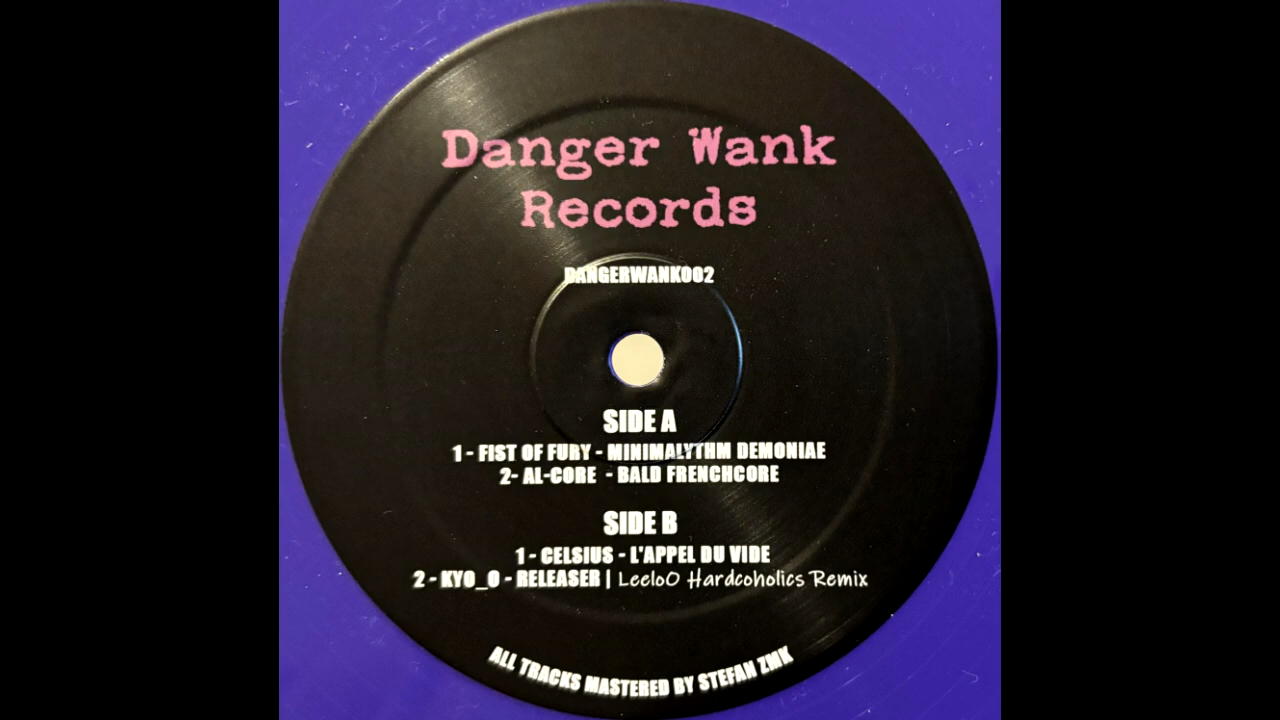 Danger Wank
Records
DANGERWANK002
SIDE A
1 - FIST OF FURY - MINIMALYTHM DEMONIAE
2- AL-CORE - BALD FRENCHCORE
SIDE B
1 - CELSIUS - L'APPEL DU VIDE
2 - KYO_O - RELEASER | LeeloO Hardcoholics Remix
ALL TRACKS MASTERED BY STEFAN ZMK